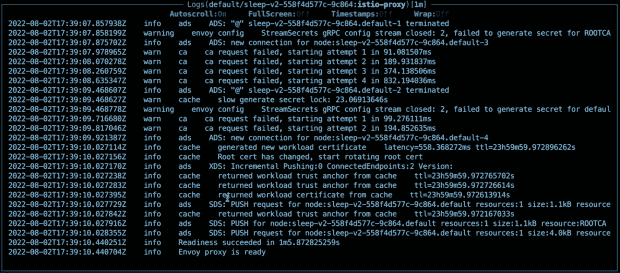 Logs(default/sleep-v2-558f4d577c-9c864:istio-proxy)[1m]
Autoscroll:On FullScreen:Off Timestamps:Off Wrap:Off
2022-08-02T17:39:07.857938Z info ads ADS: "@" sleep-v2-558f4d577c-9c864.default-1 terminated
2022-08-02T17:39:07.858199Z warning envoy config StreamSecrets gRPC config stream closed: 2, failed to generate secret for ROOTCA
2022-08-02T17:39:07.875702Z info ads ADS: new connection for node:sleep-v2-558f4d577c-9c864.default-3
2022-08-02T17:39:07.978965Z warn ca ca request failed, starting attempt 1 in 91.081507ms
2022-08-02T17:39:08.070278Z warn ca ca request failed, starting attempt 2 in 189.931837ms
2022-08-02T17:39:08.260759Z warn ca ca request failed, starting attempt 3 in 374.138506ms
2022-08-02T17:39:08.635347Z warn ca ca request failed, starting attempt 4 in 832.194036ms
2022-08-02T17:39:09.468607Z info ads ADS: "@" sleep-v2-558f4d577c-9c864.default-2 terminated
2022-08-02T17:39:09.468627Z warn cache slow generate secret lock: 23.06913646s
2022-08-02T17:39:09.468778Z warning envoy config StreamSecrets gRPC config stream closed: 2, failed to generate secret for defaul
2022-08-02T17:39:09.716680Z warn ca ca request failed, starting attempt 1 in 99.276111ms
2022-08-02T17:39:09.817046Z warn ca ca request failed, starting attempt 2 in 194.852635ms
2022-08-02T17:39:09.921387Z info ads ADS: new connection for node:sleep-v2-558f4d577c-9c864.default-4
2022-08-02T17:39:10.027114Z info cache generated new workload certificate latency=558.368272ms ttl=23h59m59.972896262s
2022-08-02T17:39:10.027156Z info cache Root cert has changed, start rotating root cert
2022-08-02T17:39:10.027170Z info ads XDS: Incremental Pushing:0 ConnectedEndpoints:2 Version:
2022-08-02T17:39:10.027238Z info cache returned workload trust anchor from cache ttl=23h59m59.972765702s
2022-08-02T17:39:10.027283Z info cache returned workload trust anchor from cache ttl=23h59m59.972726614s
2022-08-02T17:39:10.027395Z info cache returned workload certificate from cache ttl=23h59m59.972613914s
2022-08-02T17:39:10.027729Z info ads SDS: PUSH request for node:sleep-v2-558f4d577c-9c864.default resources:1 size:1.1kB resource
2022-08-02T17:39:10.027842Z info cache returned workload trust anchor from cache ttl=23h59m59.972167033s
2022-08-02T17:39:10.027916Z info ads SDS: PUSH for node:sleep-v2-558f4d577c-9c864.default resources:1 size:1.1kB resource:ROOTCA
2022-08-02T17:39:10.028355Z info ads SDS: PUSH request for node:sleep-v2-558f4d577c-9c864.default resources:1 size:4.0kB resource
2022-08-02T17:39:10.440251Z info Readiness succeeded in 1m5.872825259s
2022-08-02T17:39:10.440704Z info Envoy proxy is ready